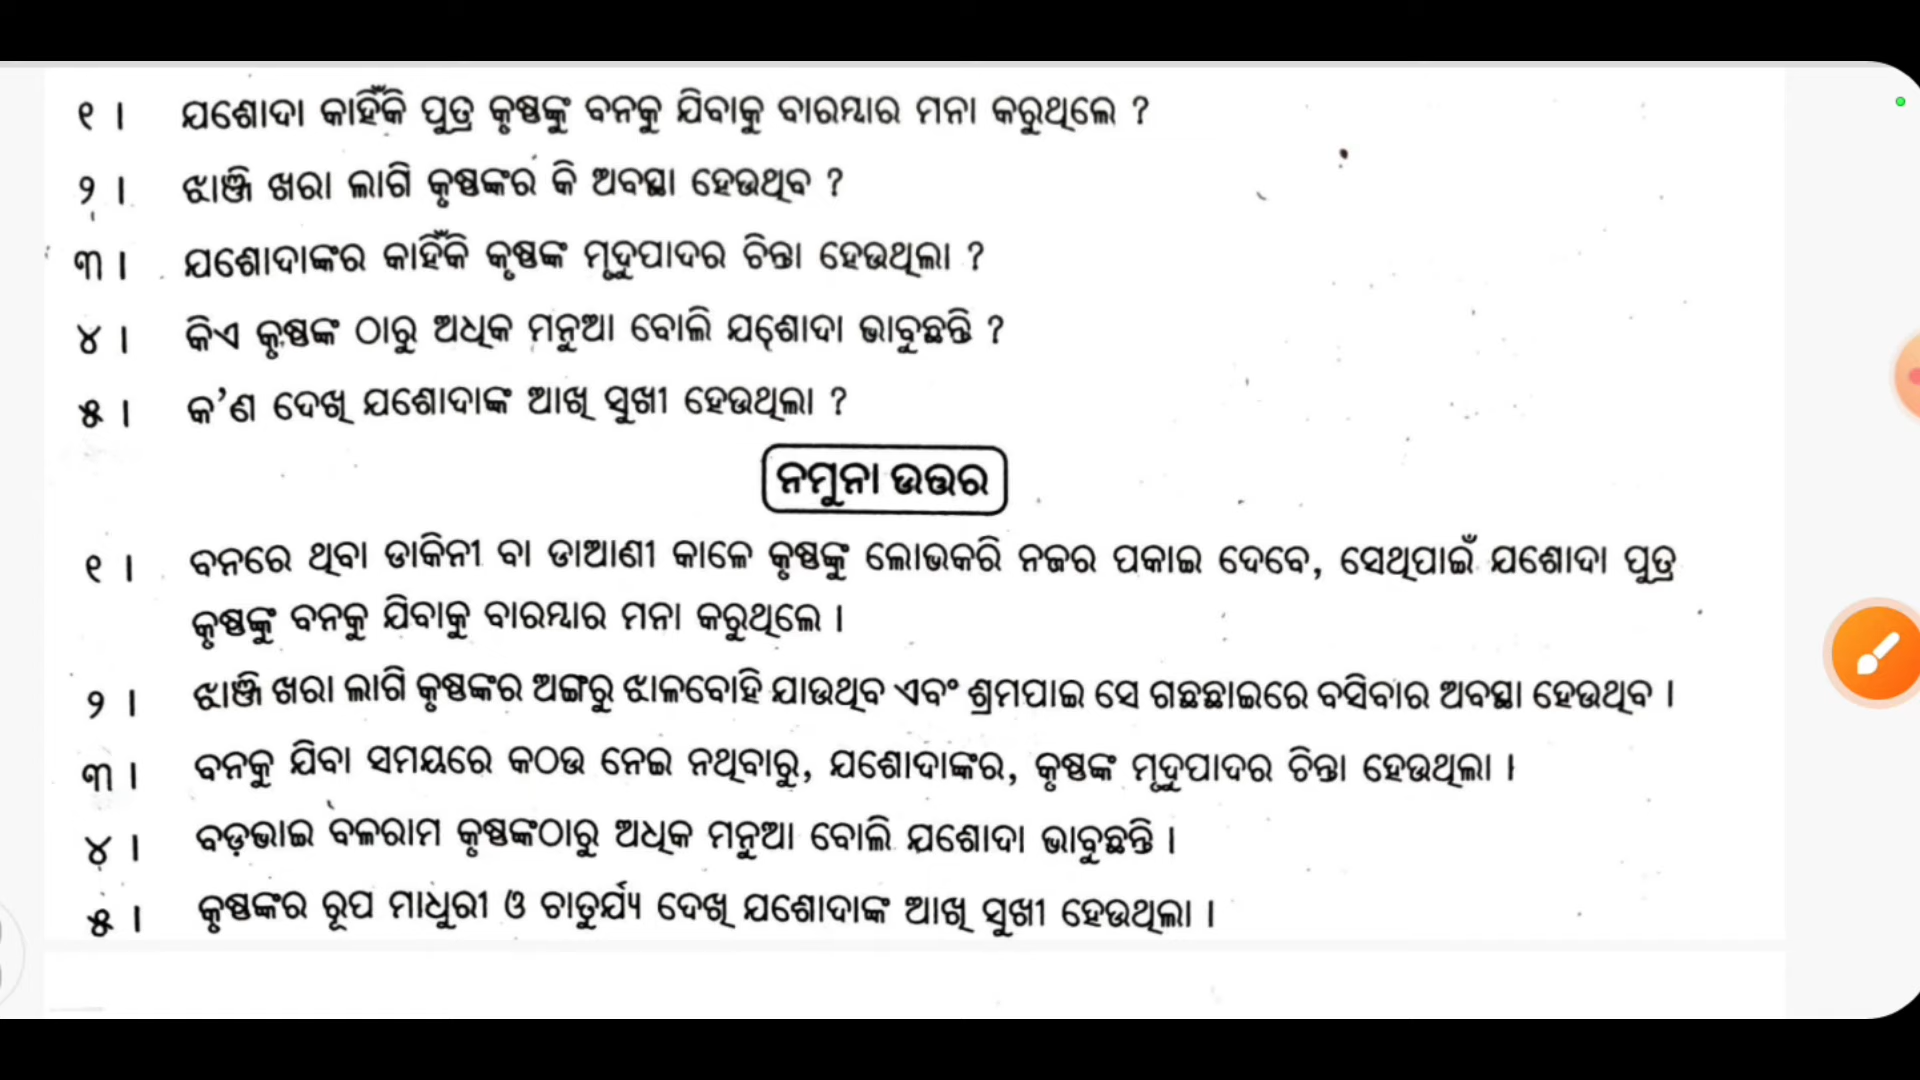 ୧ । ଯଶୋଦା କାହିଁକି ପୁତ୍ର କୃଷ୍ଣଙ୍କୁ ବନକୁ ଯିବାକୁ ବାରମ୍ବାର ମନା କରୁଥିଲେ ?
୨ । ଝାଞ୍ଜି ଖରା ଲାଗି କୃଷ୍ଣଙ୍କର କି ଅବସ୍ଥା ହେଉଥିବ ?
୩ । ଯଶୋଦାଙ୍କର କାହିଁକି କୃଷ୍ଣଙ୍କ ମୃଦୁପାଦର ଚିନ୍ତା ହେଉଥିଲା ?
୪ । କିଏ କୃଷ୍ଣଙ୍କ ଠାରୁ ଅଧିକ ମନୁଆ ବୋଲି ଯଶୋଦା ଭାବୁଛନ୍ତି ?
୫ । କ'ଣ ଦେଖି ଯଶୋଦାଙ୍କ ଆଖି ସୁଖୀ ହେଉଥିଲା ?
ନମୁନା ଉତ୍ତର
୧ । ବନରେ ଥିବା ଡାକିନୀ ବା ଡାଆଣୀ କାଳେ କୃଷ୍ଣଙ୍କୁ ଲୋଭକରି ନଜର ପକାଇ ଦେବେ, ସେଥିପାଇଁ ଯଶୋଦା ପୁତ୍ର
କୃଷ୍ଣଙ୍କୁ ବନକୁ ଯିବାକୁ ବାରମ୍ବାର ମନା କରୁଥିଲେ ।
୨ । ଝାଞ୍ଜି ଖରା ଲାଗି କୃଷ୍ଣଙ୍କର ଅଙ୍ଗରୁ ଝାଳବୋହି ଯାଉଥିବ ଏବଂ ଶ୍ରମପାଇ ସେ ଗଛଛାଇରେ ବସିବାର ଅବସ୍ଥା ହେଉଥିବ ।
୩ । ବନକୁ ଯିବା ସମୟରେ କଠଉ ନେଇ ନଥିବାରୁ, ଯଶୋଦାଙ୍କର, କୃଷ୍ଣଙ୍କ ମୃଦୁପାଦର ଚିନ୍ତା ହେଉଥିଲା ।
୪ । ବଡ଼ଭାଇ ବଳରାମ କୃଷ୍ଣଙ୍କଠାରୁ ଅଧିକ ମନୁଆ ବୋଲି ଯଶୋଦା ଭାବୁଛନ୍ତି ।
୫ । କୃଷ୍ଣଙ୍କର ରୂପ ମାଧୁରୀ ଓ ଚାତୁର୍ଯ୍ୟ ଦେଖି ଯଶୋଦାଙ୍କ ଆଖି ସୁଖୀ ହେଉଥିଲା ।